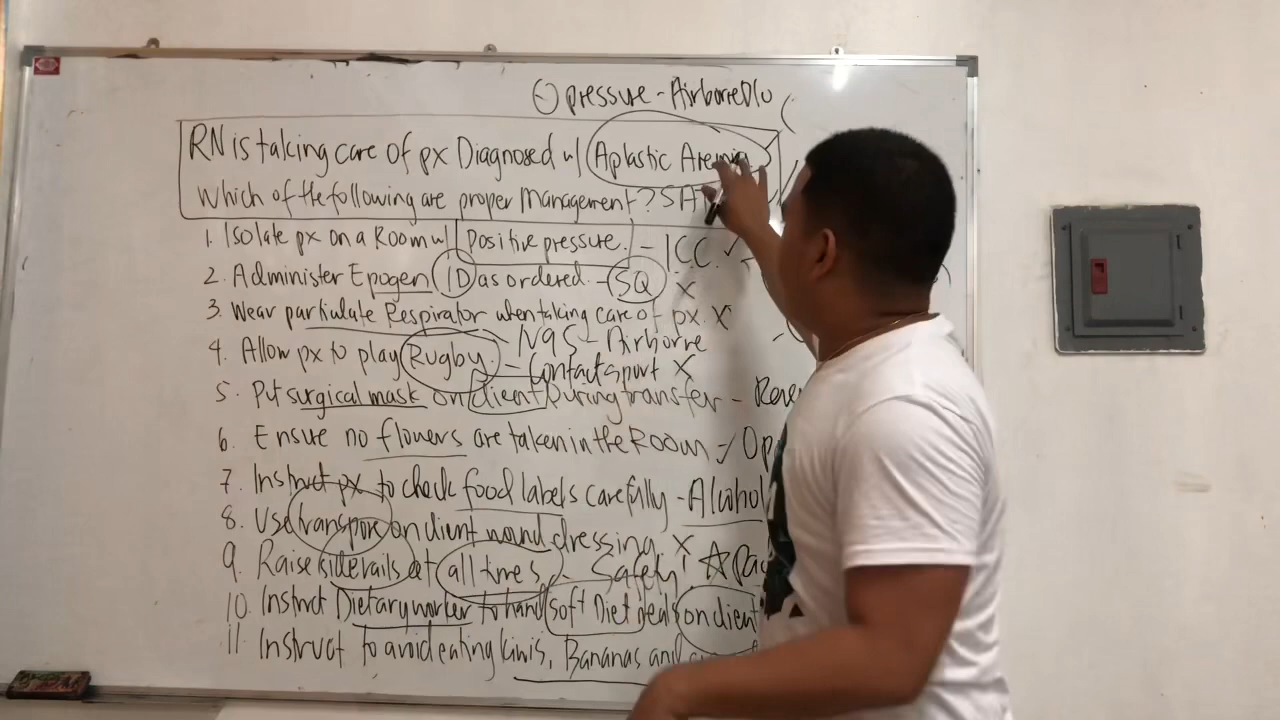 ⊖ pressure - Airborne
RN is taking care of px Diagnosed w/ Aplastic Anemia
Which of the following are proper Management? SAT
1. Isolate px on a Room w/ positive pressure. - I.C.C. ✓
2. Administer Epogen ID as ordered. - SQ X
3. Wear particulate Respirator when taking care of px. X
N95 - Airborne
4. Allow px to play Rugby. - Contact sport X
5. Put surgical mask on client During transfer - Reve
6. Ensure no flowers are taken in the Room - Op
7. Instruct px to check food labels carefully - Alcohol
8. Use transpore on client wound dressing X
9. Raise siderails at all times - Safety! ☆ Pa
10. Instruct Dietary worker to hand soft Diet meals on client
11. Instruct to avoid eating kiwis, Bananas and